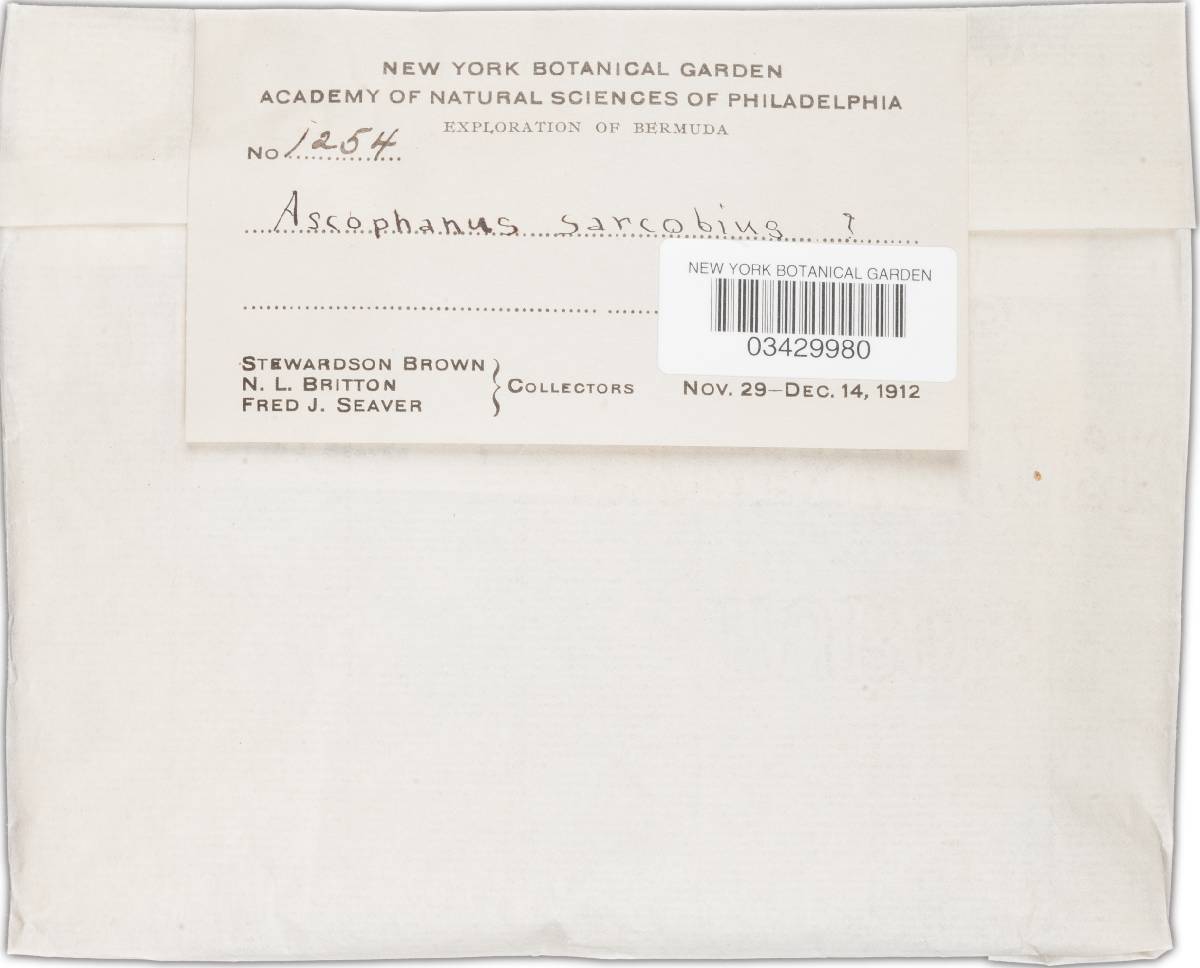 NEW YORK BOTANICAL GARDEN
ACADEMY OF NATURAL SCIENCES OF PHILADELPHIA
EXPLORATION OF BERMUDA
No 1254
Ascophanus sarcobius ?
NEW YORK BOTANICAL GARDEN
03429980
STEWARDSON BROWN
N. L. BRITTON
FRED J. SEAVER
COLLECTORS
NOV. 29–DEC. 14, 1912